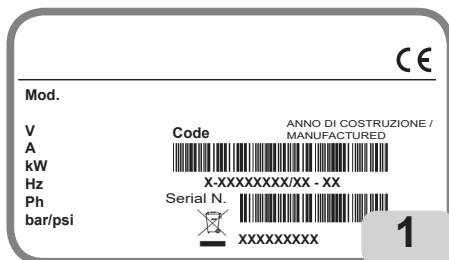 CE
Mod.
V
A
kW
Hz
Ph
bar/psi
Code
ANNO DI COSTRUZIONE /
MANUFACTURED
X-XXXXXXXX/XX - XX
Serial N.
XXXXXXXXX
1